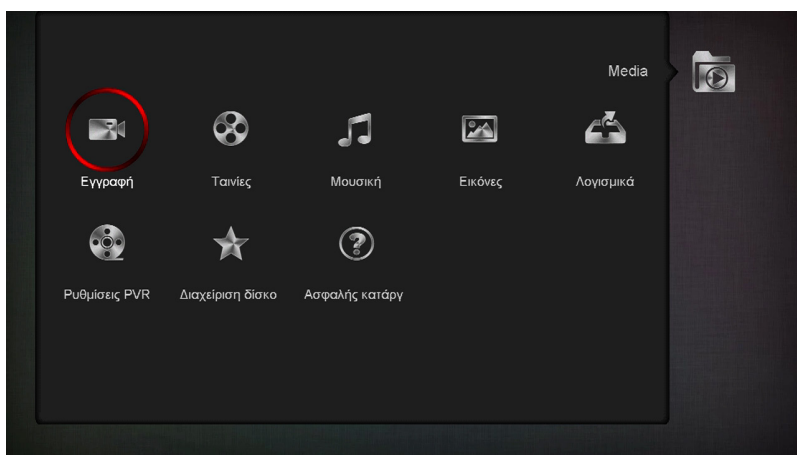 Media
Εγγραφή
Ταινίες
Μουσική
Εικόνες
Λογισμικά
Ρυθμίσεις PVR
Διαχείριση δίσκο
Ασφαλής κατάργ